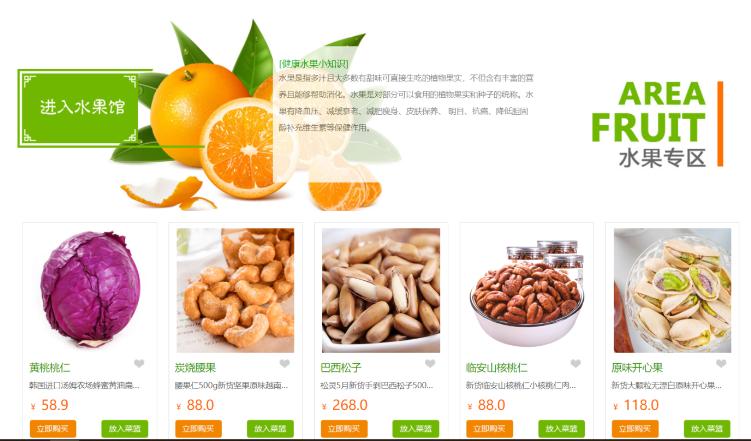 进入水果馆
[健康水果小知识]
水果是指多汁且大多数有甜味可直接生吃的植物果实，不但含有丰富的营
养且能够帮助消化。水果是对部分可以食用的植物果实和种子的统称。水
果有降血压、减缓衰老、减肥瘦身、皮肤保养、 明目、抗癌、降低胆固
醇补充维生素等保健作用。
AREA
FRUIT
水果专区
黄桃桃仁
韩国进口汤姆农场蜂蜜黄油扁...
¥ 58.9
立即购买
放入菜篮
炭烧腰果
腰果仁500g新货坚果原味越南...
¥ 88.0
立即购买
放入菜篮
巴西松子
松灵5月新货手剥巴西松子500...
¥ 268.0
立即购买
放入菜篮
临安山核桃仁
新货临安山核桃仁小核桃仁肉...
¥ 88.0
立即购买
放入菜篮
原味开心果
新货大颗粒无漂白原味开心果...
¥ 118.0
立即购买
放入菜篮